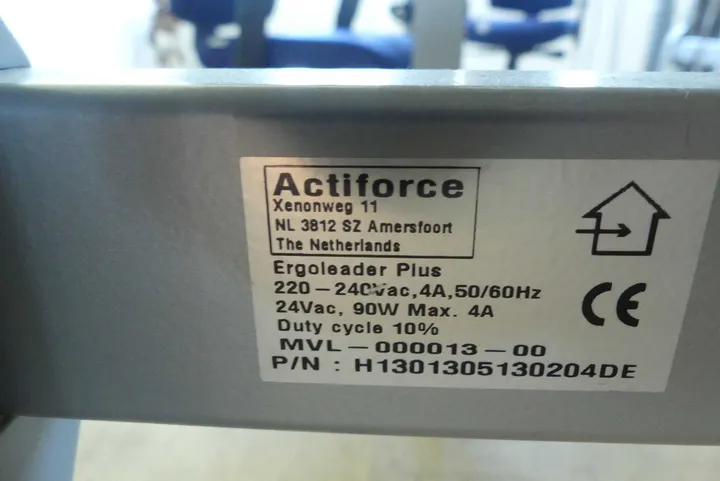 Actiforce
Xenonweg 11
NL 3812 SZ Amersfoort
The Netherlands
Ergoleader Plus
220-240Vac,4A,50/60Hz
24Vac, 90W Max. 4A
Duty cycle 10%
MVL-000013-00
P/N : H1301305130204DE
CE